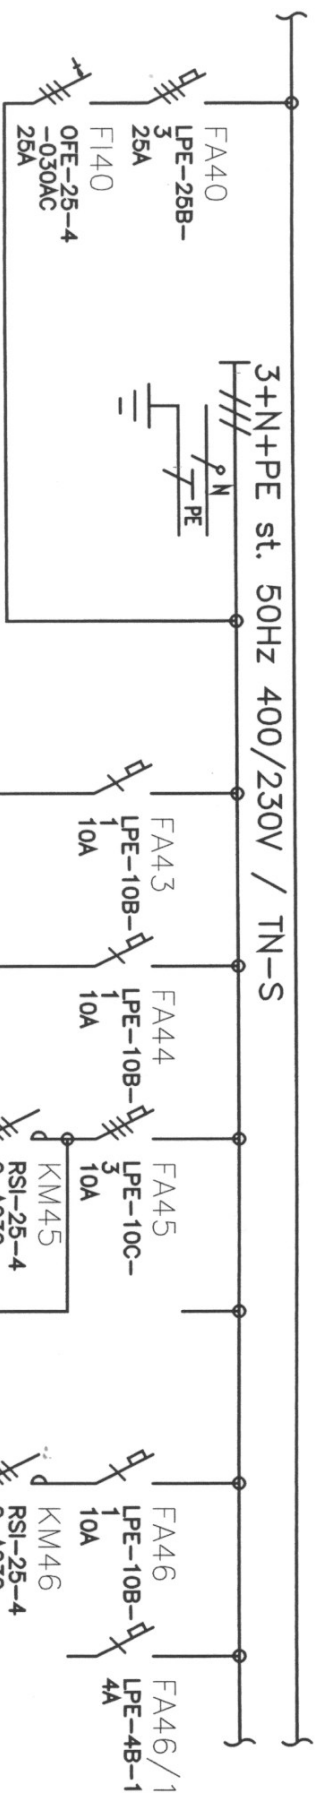 3+N+PE st. 50Hz 400/230V / TN-S
N
PE
FA40
LPE-25B-
3
25A
FI40
OFE-25-4
-030AC
25A
FA43
LPE-10B-
1
10A
FA44
LPE-10B-
1
10A
FA45
LPE-10C-
3
10A
KM45
RSI-25-4
FA46
LPE-10B-
1
10A
KM46
RSI-25-4
FA46/1
LPE-4B-1
4A